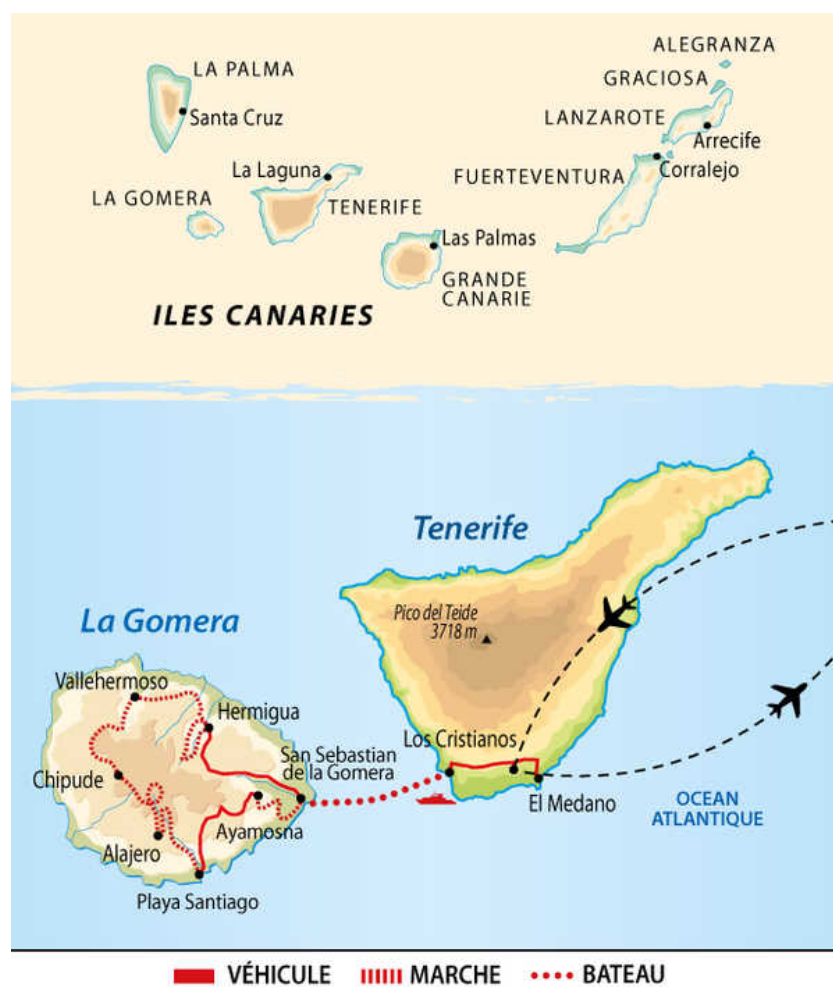 ALEGRANZA
LA PALMA
GRACIOSA
Santa Cruz
LANZAROTE
Arrecife
La Laguna
FUERTEVENTURA
Corralejo
LA GOMERA
TENERIFE
Las Palmas
GRANDE
CANARIE
ILES CANARIES
Tenerife
Pico del Teide
3718 m
La Gomera
Vallehermoso
Hermigua
Los Cristianos
San Sebastian
de la Gomera
Chipude
El Medano
OCEAN
ATLANTIQUE
Ayamosna
Alajero
Playa Santiago
VÉHICULE MARCHE BATEAU